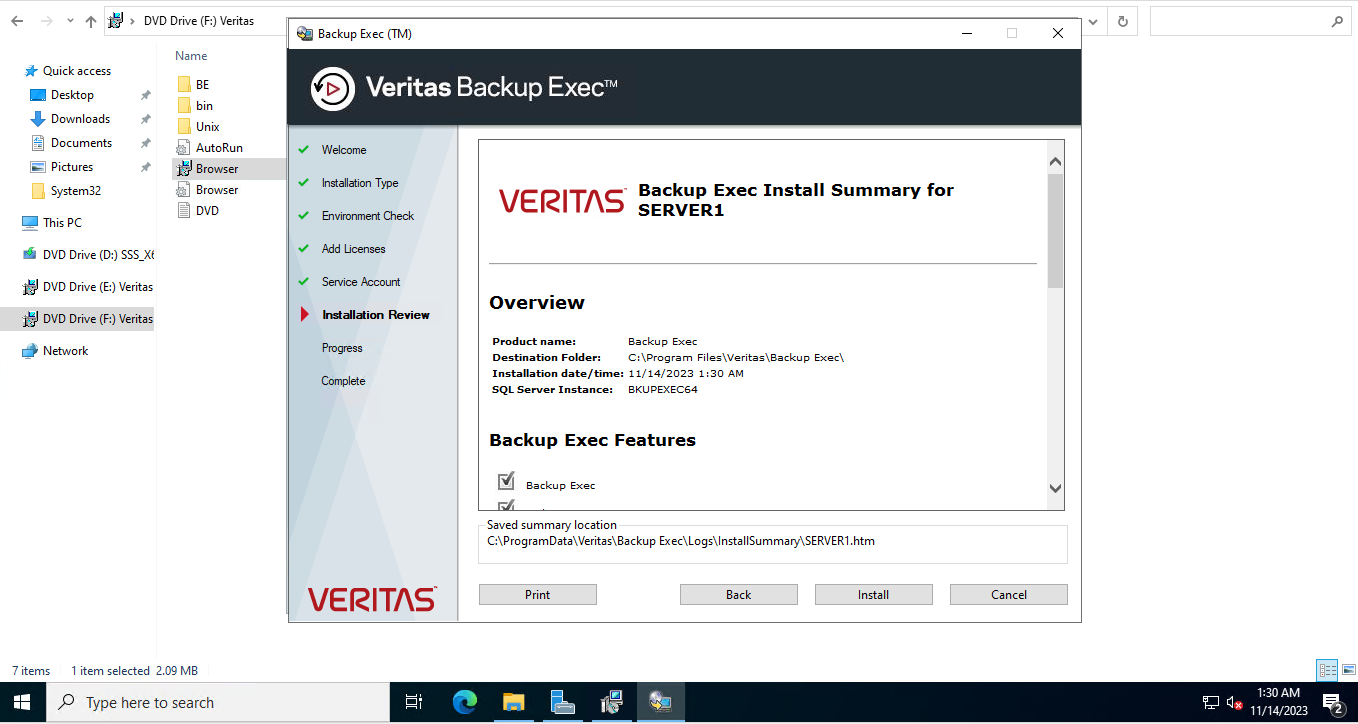 DVD Drive (F:) Veritas
Name
Quick access
Desktop
Downloads
Documents
Pictures
System32
This PC
DVD Drive (D:) SSS_X6
DVD Drive (E:) Veritas
DVD Drive (F:) Veritas
Network
BE
bin
Unix
AutoRun
Browser
Browser
DVD
Backup Exec (TM)
Veritas Backup Exec™
Welcome
Installation Type
Environment Check
Add Licenses
Service Account
Installation Review
Progress
Complete
VERITAS™
VERITAS™
Backup Exec Install Summary for
SERVER1
Overview
Product name: Backup Exec
Destination Folder: C:\Program Files\Veritas\Backup Exec\
Installation date/time: 11/14/2023 1:30 AM
SQL Server Instance: BKUPEXEC64
Backup Exec Features
Backup Exec
Saved summary location
C:\ProgramData\Veritas\Backup Exec\Logs\InstallSummary\SERVER1.htm
Print
Back
Install
Cancel
7 items
1 item selected 2.09 MB
Type here to search
1:30 AM
11/14/2023
2